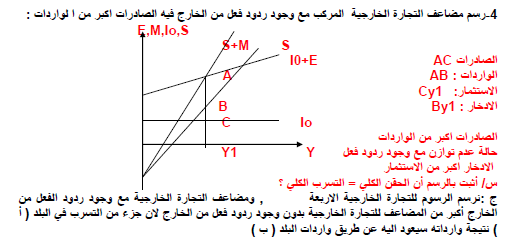 4-رسم مضاعف التجارة الخارجية المركب مع وجود ردود فعل من الخارج فيه الصادرات اكبر من ا لواردات :
E,M,Io,S
S+M
S
I0+E
A
B
C
Io
Y1
Y
الصادرات AC
الواردات : AB
الاستثمار: Cy1
الادخار : By1
الصادرات اكبر من الواردات
حالة عدم توازن مع وجود ردود فعل
الادخار اكبر من الاستثمار
س/ أثبت بالرسم أن الحقن الكلي = التسرب الكلي ؟
ج :نرسم الرسوم للتجارة الخارجية الاربعة , ومضاعف التجارة الخارجية مع وجود ردود الفعل من
الخارج أكبر من المضاعف للتجارة الخارجية بدون وجود ردود فعل من الخارج لان جزء من التسرب في البلد ( أ
) نتيجة وارداته سيعود اليه عن طريق واردات البلد ( ب )